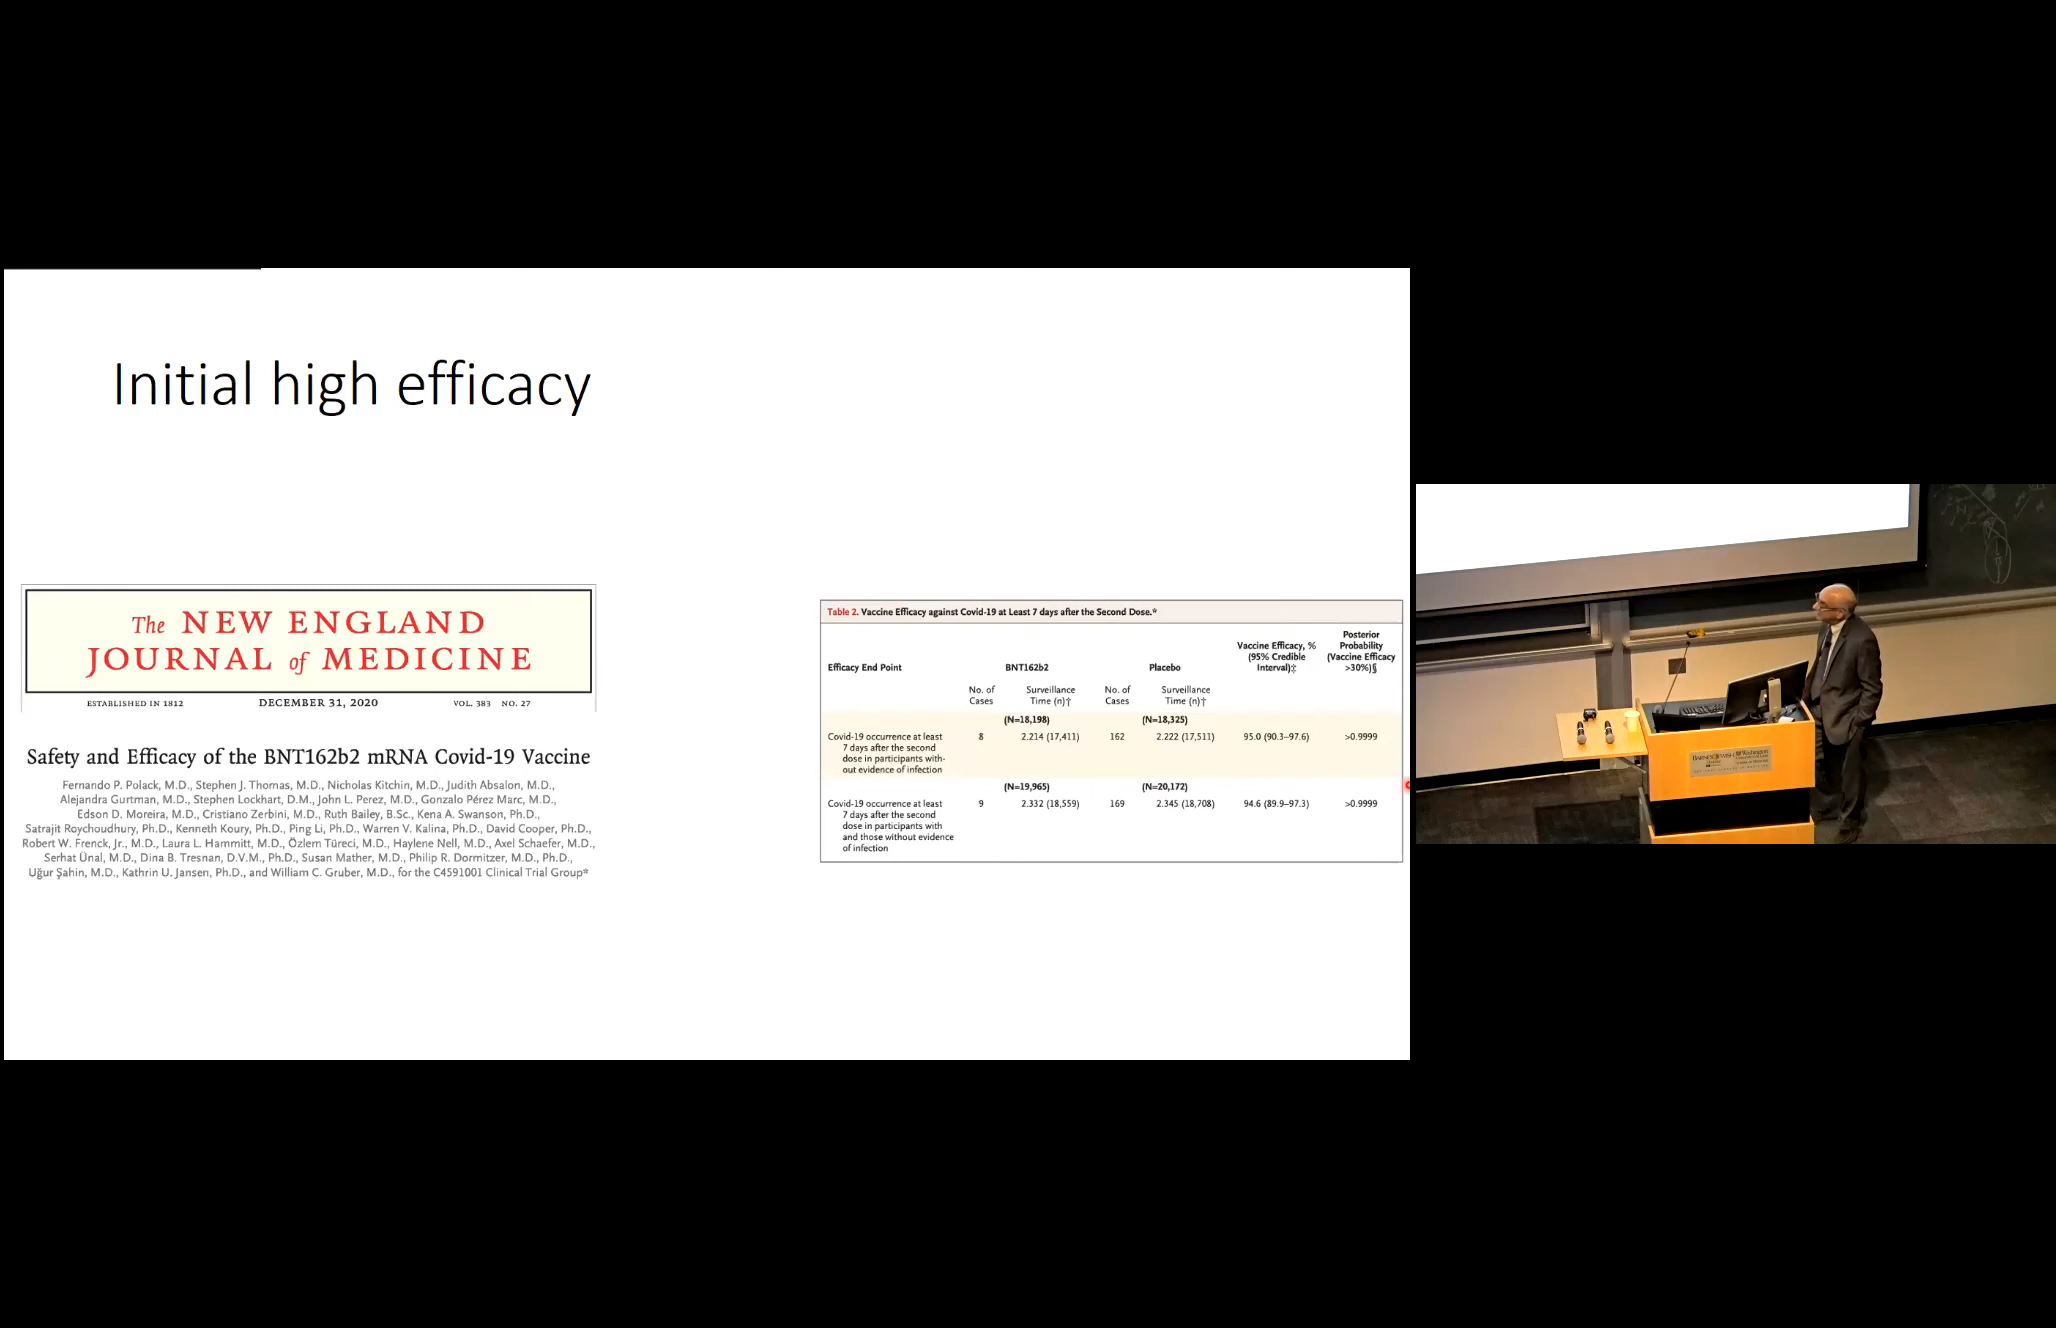 Initial high efficacy
The NEW ENGLAND
JOURNAL of MEDICINE
ESTABLISHED IN 1812 DECEMBER 31, 2020 VOL. 383 NO. 27
Safety and Efficacy of the BNT162b2 mRNA Covid-19 Vaccine
Fernando P. Polack, M.D., Stephen J. Thomas, M.D., Nicholas Kitchin, M.D., Judith Absalon, M.D.,
Alejandra Gurtman, M.D., Stephen Lockhart, D.M., John L. Perez, M.D., Gonzalo Pérez Marc, M.D.,
Edson D. Moreira, M.D., Cristiano Zerbini, M.D., Ruth Bailey, B.Sc., Kena A. Swanson, Ph.D.,
Satrajit Roychoudhury, Ph.D., Kenneth Koury, Ph.D., Ping Li, Ph.D., Warren V. Kalina, Ph.D., David Cooper, Ph.D.,
Robert W. Frenck, Jr., M.D., Laura L. Hammitt, M.D., Özlem Türeci, M.D., Haylene Nell, M.D., Axel Schaefer, M.D.,
Serhat Ünal, M.D., Dina B. Tresnan, D.V.M., Ph.D., Susan Mather, M.D., Philip R. Dormitzer, M.D., Ph.D.,
Uğur Şahin, M.D., Kathrin U. Jansen, Ph.D., and William C. Gruber, M.D., for the C4591001 Clinical Trial Group*
Table 2. Vaccine Efficacy against Covid-19 at Least 7 days after the Second Dose.*
Posterior
Vaccine Efficacy, % Probability
(95% Credible (Vaccine Efficacy
Efficacy End Point BNT162b2 Placebo Interval)‡ >30%)§
No. of Surveillance No. of Surveillance
Cases Time (n)† Cases Time (n)†
(N=18,198) (N=18,325)
Covid-19 occurrence at least 8 2.214 (17,411) 162 2.222 (17,511) 95.0 (90.3–97.6) >0.9999
7 days after the second
dose in participants with-
out evidence of infection
(N=19,965) (N=20,172)
Covid-19 occurrence at least 9 2.332 (18,559) 169 2.345 (18,708) 94.6 (89.9–97.3) >0.9999
7 days after the second
dose in participants with
and those without evidence
of infection
BARNES JEWISH Washington